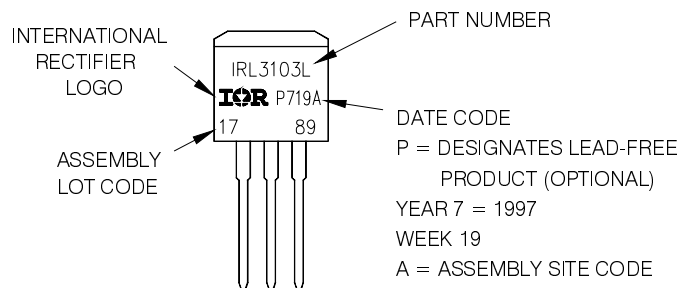 INTERNATIONAL
RECTIFIER
LOGO
ASSEMBLY
LOT CODE
IRL3103L
IOR P719A
17 89
PART NUMBER
DATE CODE
P = DESIGNATES LEAD-FREE
PRODUCT (OPTIONAL)
YEAR 7 = 1997
WEEK 19
A = ASSEMBLY SITE CODE